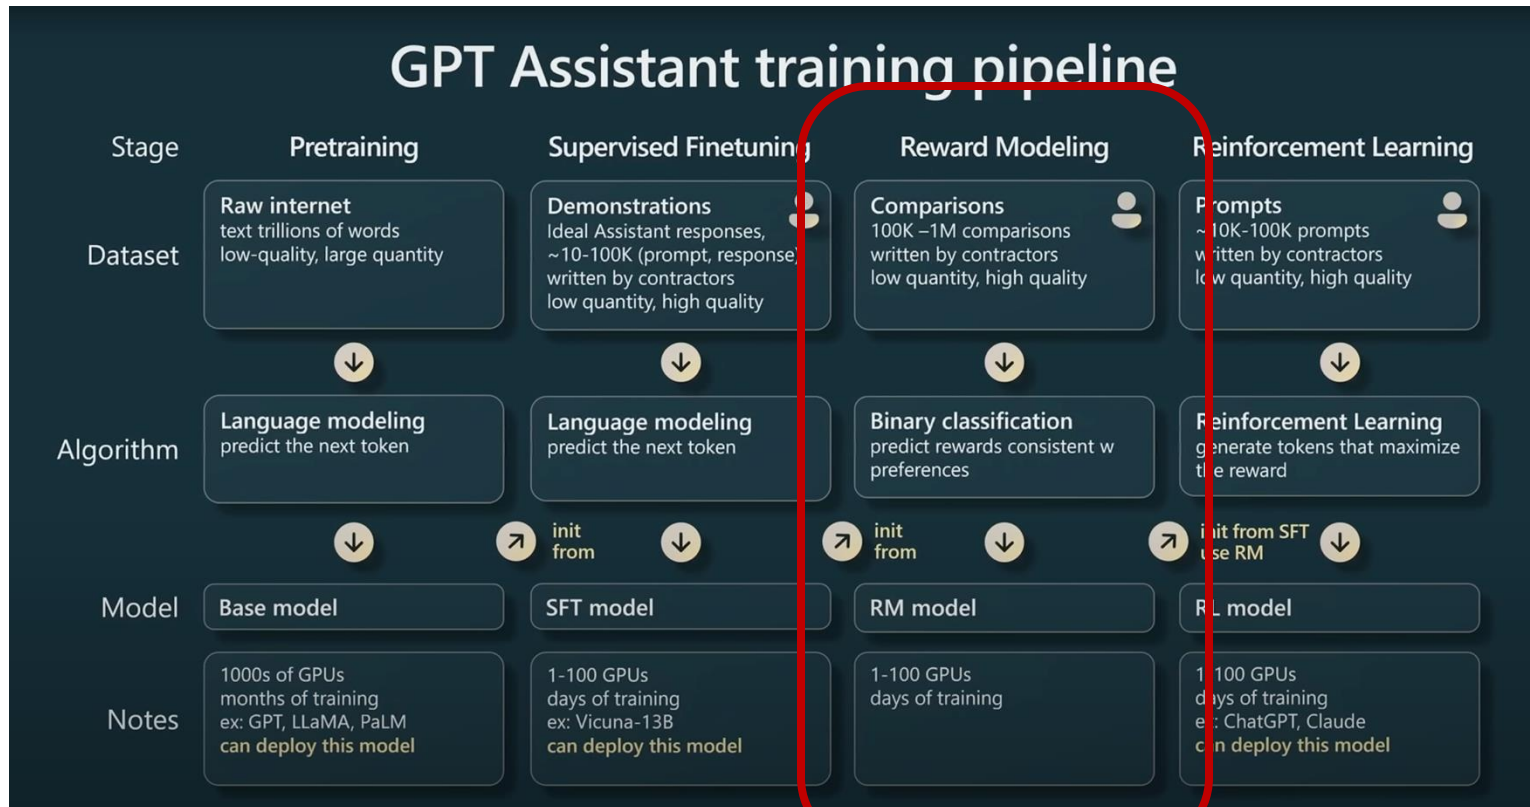 GPT Assistant training pipeline
Stage
Pretraining
Supervised Finetuning
Reward Modeling
Reinforcement Learning
Dataset
Raw internet
text trillions of words
low-quality, large quantity
Demonstrations
Ideal Assistant responses,
~10-100K (prompt, response)
written by contractors
low quantity, high quality
Comparisons
100K –1M comparisons
written by contractors
low quantity, high quality
Prompts
~10K-100K prompts
written by contractors
low quantity, high quality
Algorithm
Language modeling
predict the next token
Language modeling
predict the next token
Binary classification
predict rewards consistent w
preferences
Reinforcement Learning
generate tokens that maximize
the reward
init
from
init
from
init from SFT
use RM
Model
Base model
SFT model
RM model
RL model
Notes
1000s of GPUs
months of training
ex: GPT, LLaMA, PaLM
can deploy this model
1-100 GPUs
days of training
ex: Vicuna-13B
can deploy this model
1-100 GPUs
days of training
1-100 GPUs
days of training
ex: ChatGPT, Claude
can deploy this model